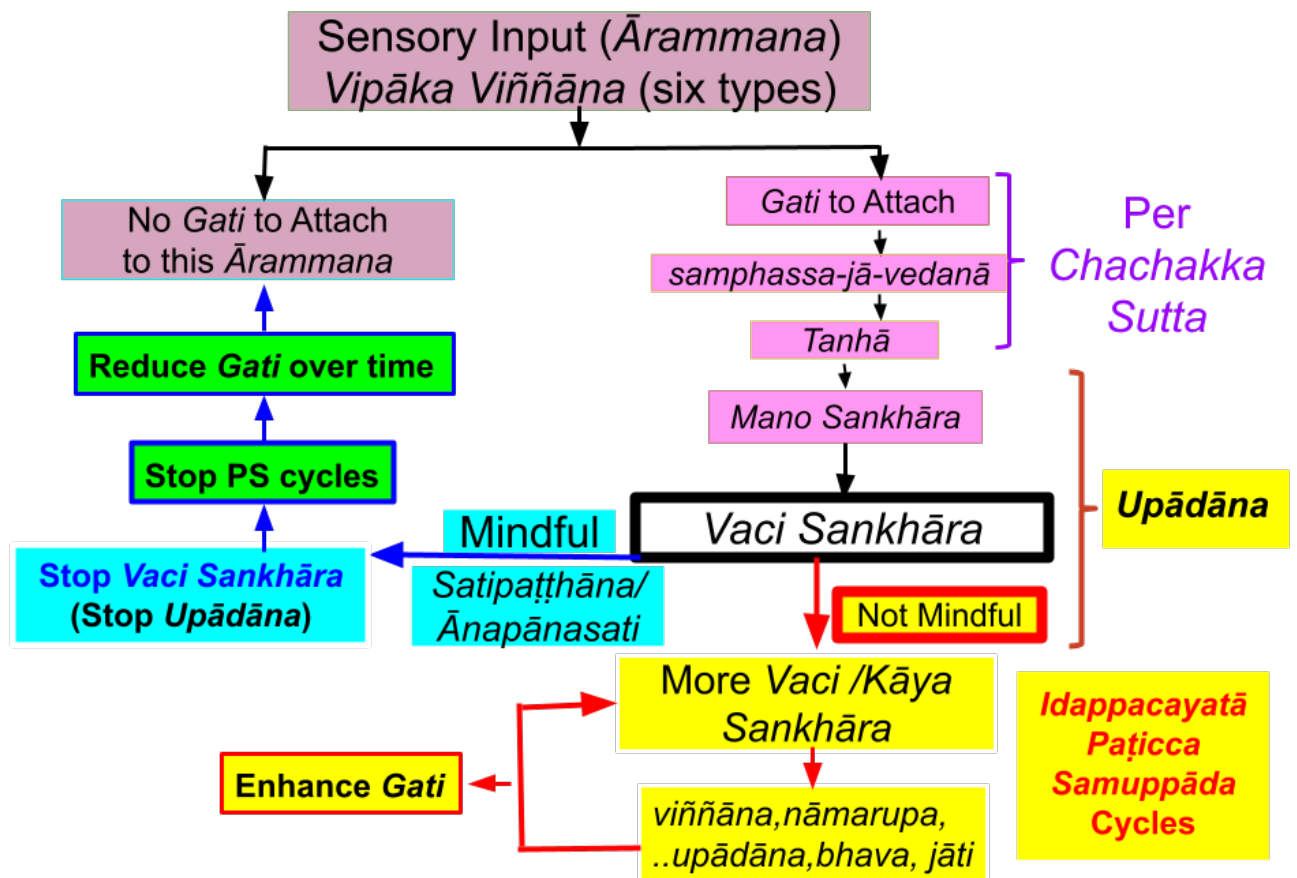 Sensory Input (Ārammana)
Vipāka Viññāna (six types)
No Gati to Attach
to this Ārammana
Gati to Attach
samphassa-jā-vedanā
Tanhā
Per
Chachakka
Sutta
Reduce Gati over time
Mano Sankhāra
Stop PS cycles
Vaci Sankhāra
Upādāna
Mindful
Satipaṭṭhāna/
Ānapānasati
Stop Vaci Sankhāra
(Stop Upādāna)
Not Mindful
More Vaci /Kāya
Sankhāra
Idappacayatā
Paṭicca
Samuppāda
Cycles
Enhance Gati
viññāna,nāmarupa,
..upādāna,bhava, jāti